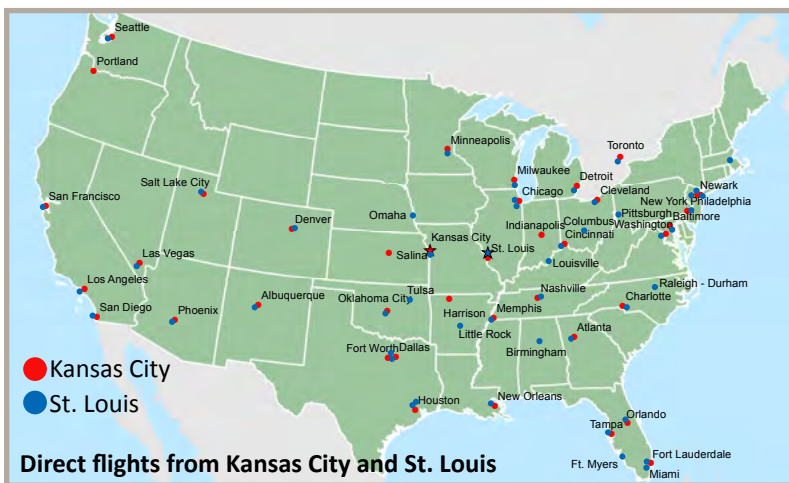 Seattle
Portland
Minneapolis
Toronto
Milwaukee
Detroit
Salt Lake City
Chicago
Cleveland
Newark
San Francisco
New York Philadelphia
Omaha
Columbus
Pittsburgh
Denver
Indianapolis
Washington
Baltimore
Kansas City
Cincinnati
St. Louis
Salina
Las Vegas
Louisville
Los Angeles
Tulsa
Nashville
Raleigh - Durham
Albuquerque
Oklahoma City
San Diego
Phoenix
Harrison
Memphis
Charlotte
Little Rock
Atlanta
Birmingham
Fort Worth
Dallas
Kansas City
St. Louis
Houston
New Orleans
Orlando
Tampa
Fort Lauderdale
Ft. Myers
Miami
Direct flights from Kansas City and St. Louis